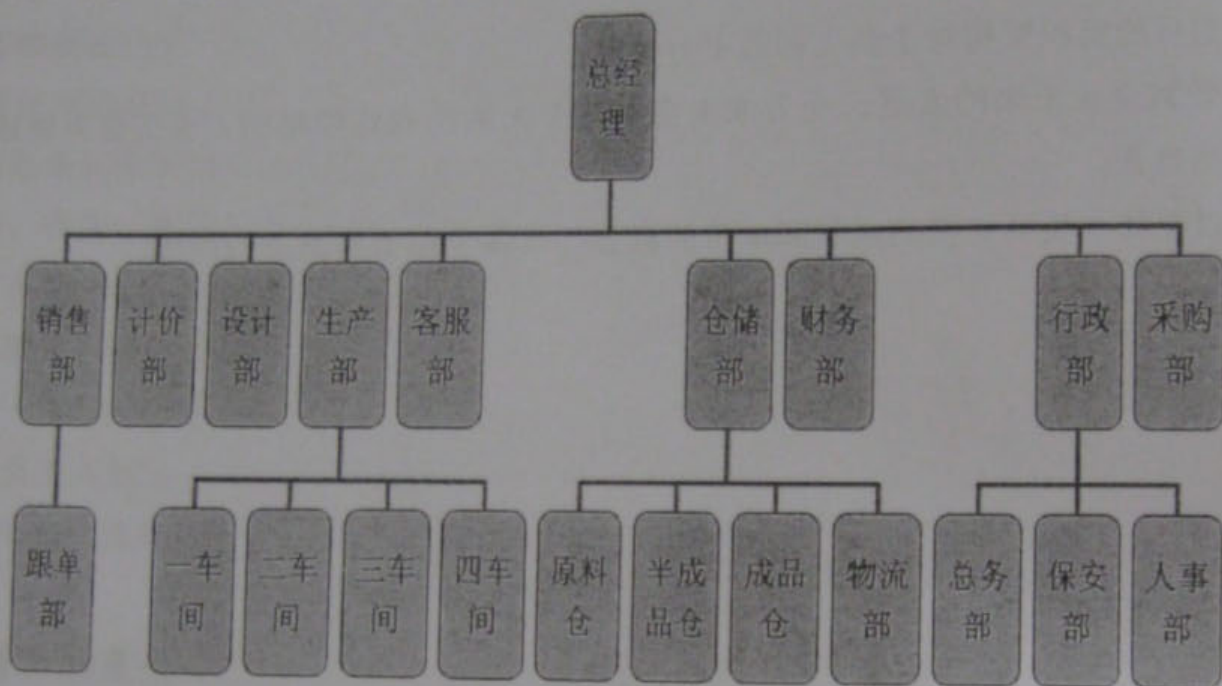 总经
理
销售
部
计价
部
设计
部
生产
部
客服
部
仓储
部
财务
部
行政
部
采购
部
跟单
部
一车
间
二车
间
三车
间
四车
间
原料
仓
半成
品仓
成品
仓
物流
部
总务
部
保安
部
人事
部